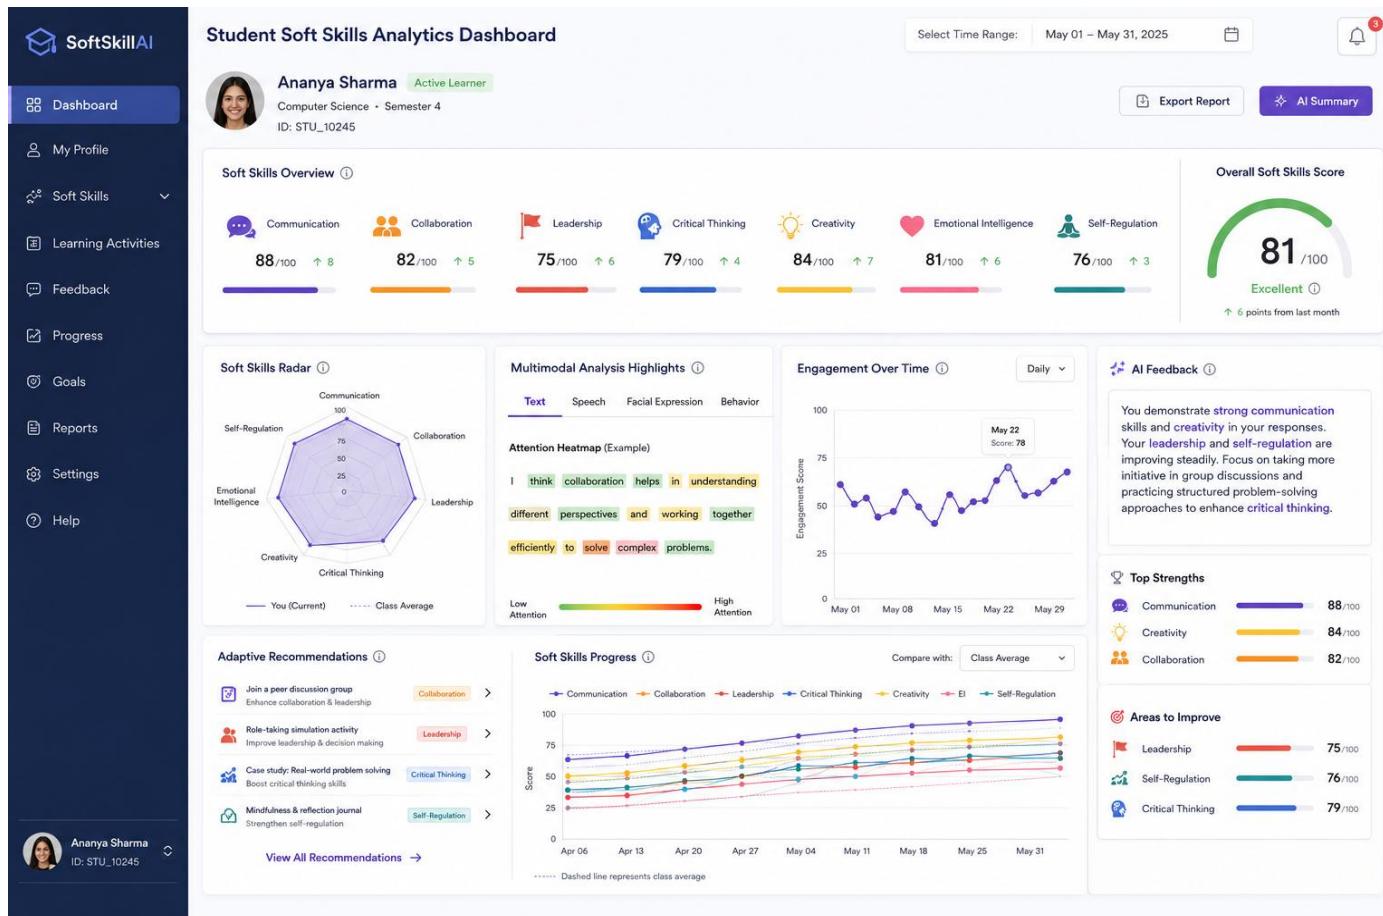 SoftSkillAI
Dashboard
My Profile
Soft Skills
Learning Activities
Feedback
Progress
Goals
Reports
Settings
Help
Ananya Sharma
ID: STU_10245
Student Soft Skills Analytics Dashboard
Select Time Range: May 01 – May 31, 2025
3
Ananya Sharma Active Learner
Computer Science • Semester 4
ID: STU_10245
Export Report
AI Summary
Soft Skills Overview
Communication
88/100 ↑ 8
Collaboration
82/100 ↑ 5
Leadership
75/100 ↑ 6
Critical Thinking
79/100 ↑ 4
Creativity
84/100 ↑ 7
Emotional Intelligence
81/100 ↑ 6
Self-Regulation
76/100 ↑ 3
Overall Soft Skills Score
81/100
Excellent
↑ 6 points from last month
Soft Skills Radar
Communication
Collaboration
Leadership
Critical Thinking
Creativity
Emotional
Intelligence
Self-Regulation
100
75
50
25
0
You (Current) Class Average
Multimodal Analysis Highlights
Text Speech Facial Expression Behavior
Attention Heatmap (Example)
I think collaboration helps in understanding
different perspectives and working together
efficiently to solve complex problems.
Low
Attention
High
Attention
Engagement Over Time
Daily
Engagement Score
100
75
50
25
0
May 22
Score: 78
May 01 May 08 May 15 May 22 May 29
AI Feedback
You demonstrate strong communication
skills and creativity in your responses.
Your leadership and self-regulation are
improving steadily. Focus on taking more
initiative in group discussions and
practicing structured problem-solving
approaches to enhance critical thinking.
Top Strengths
Communication 88/100
Creativity 84/100
Collaboration 82/100
Areas to Improve
Leadership 75/100
Self-Regulation 76/100
Critical Thinking 79/100
Adaptive Recommendations
Join a peer discussion group
Enhance collaboration & leadership
Collaboration
Role-taking simulation activity
Improve leadership & decision making
Leadership
Case study: Real-world problem solving
Boost critical thinking skills
Critical Thinking
Mindfulness & reflection journal
Strengthen self-regulation
Self-Regulation
View All Recommendations →
Soft Skills Progress
Compare with: Class Average
Communication Collaboration Leadership Critical Thinking Creativity EI Self-Regulation
Score
100
75
50
25
0
Apr 06 Apr 13 Apr 20 Apr 27 May 04 May 11 May 18 May 25 May 31
Dashed line represents class average